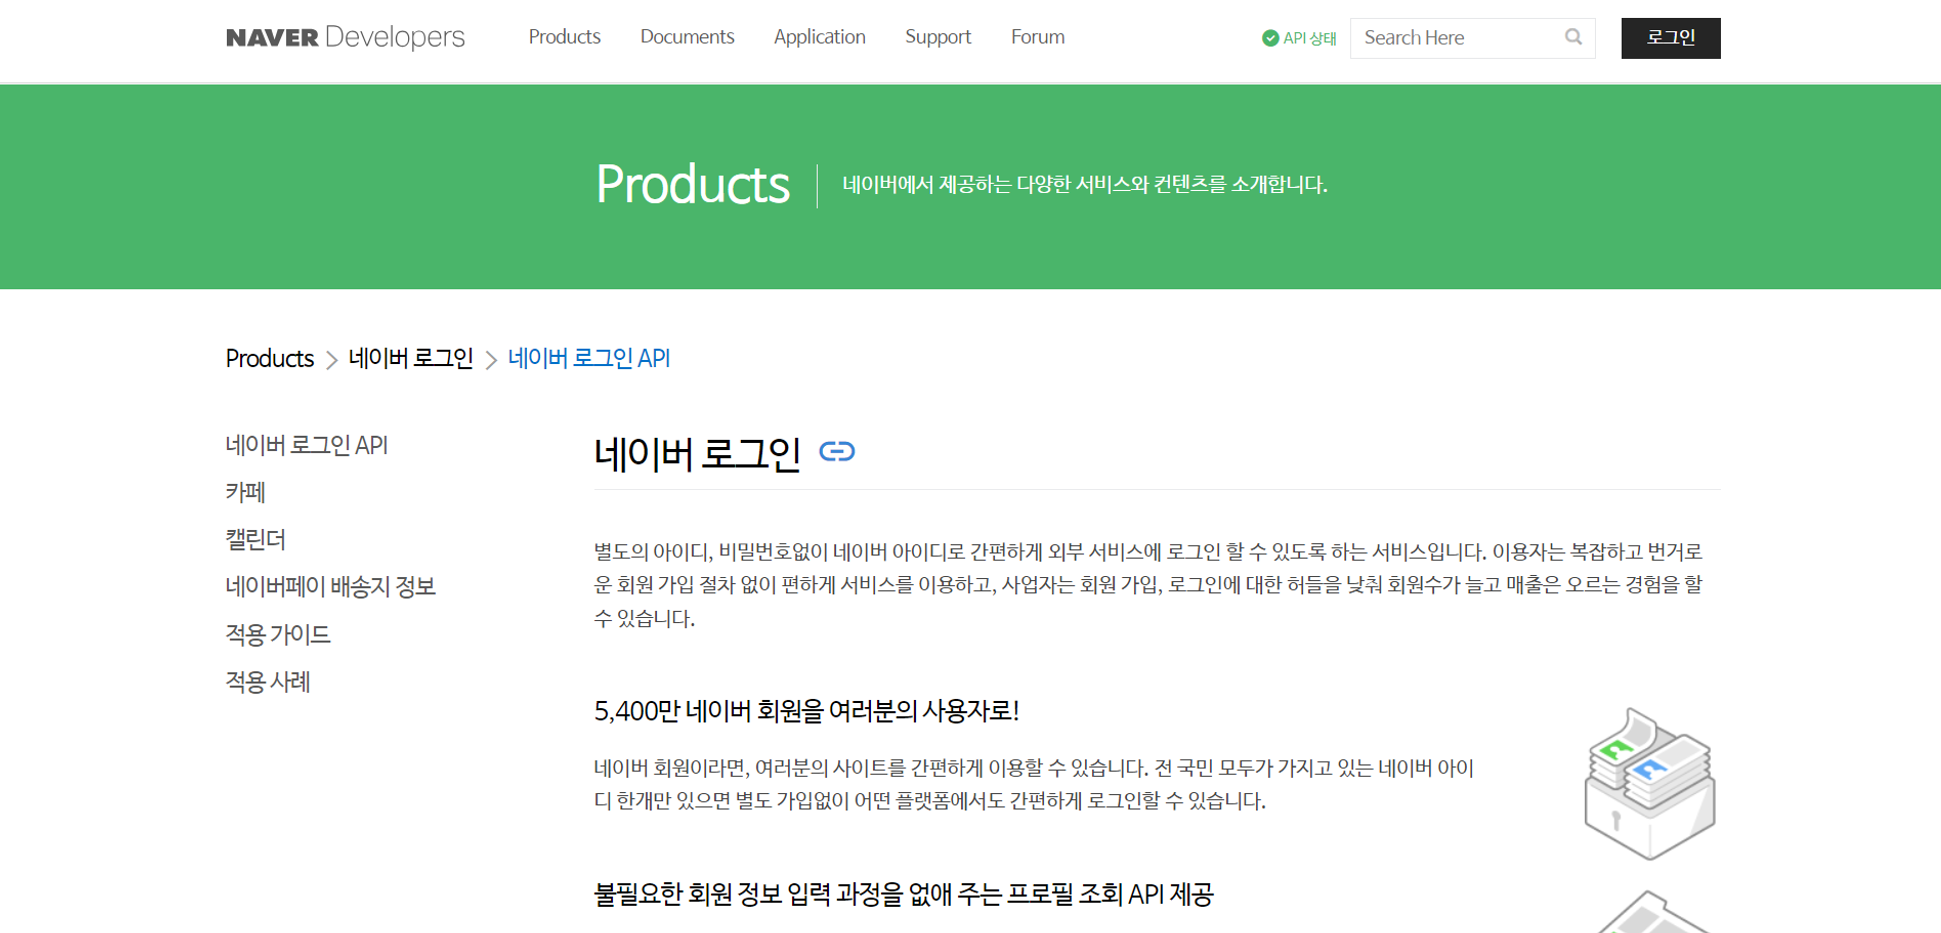 NAVER Developers
Products
Documents
Application
Support
Forum
API 상태
Search Here
로그인
Products
네이버에서 제공하는 다양한 서비스와 컨텐츠를 소개합니다.
Products > 네이버 로그인 > 네이버 로그인 API
네이버 로그인 API
카페
캘린더
네이버페이 배송지 정보
적용 가이드
적용 사례
네이버 로그인
별도의 아이디, 비밀번호없이 네이버 아이디로 간편하게 외부 서비스에 로그인 할 수 있도록 하는 서비스입니다. 이용자는 복잡하고 번거로
운 회원 가입 절차 없이 편하게 서비스를 이용하고, 사업자는 회원 가입, 로그인에 대한 허들을 낮춰 회원수가 늘고 매출은 오르는 경험을 할
수 있습니다.
5,400만 네이버 회원을 여러분의 사용자로!
네이버 회원이라면, 여러분의 사이트를 간편하게 이용할 수 있습니다. 전 국민 모두가 가지고 있는 네이버 아이
디 한개만 있으면 별도 가입없이 어떤 플랫폼에서도 간편하게 로그인할 수 있습니다.
불필요한 회원 정보 입력 과정을 없애 주는 프로필 조회 API 제공